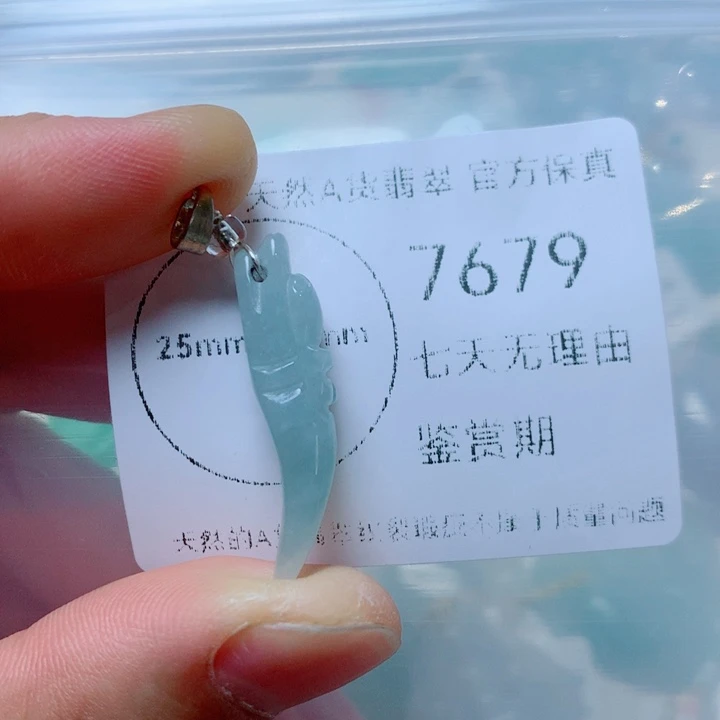 天然A货翡翠 官方保真
7679
25mm
七天无理由
鉴赏期
天然的A 质量问题